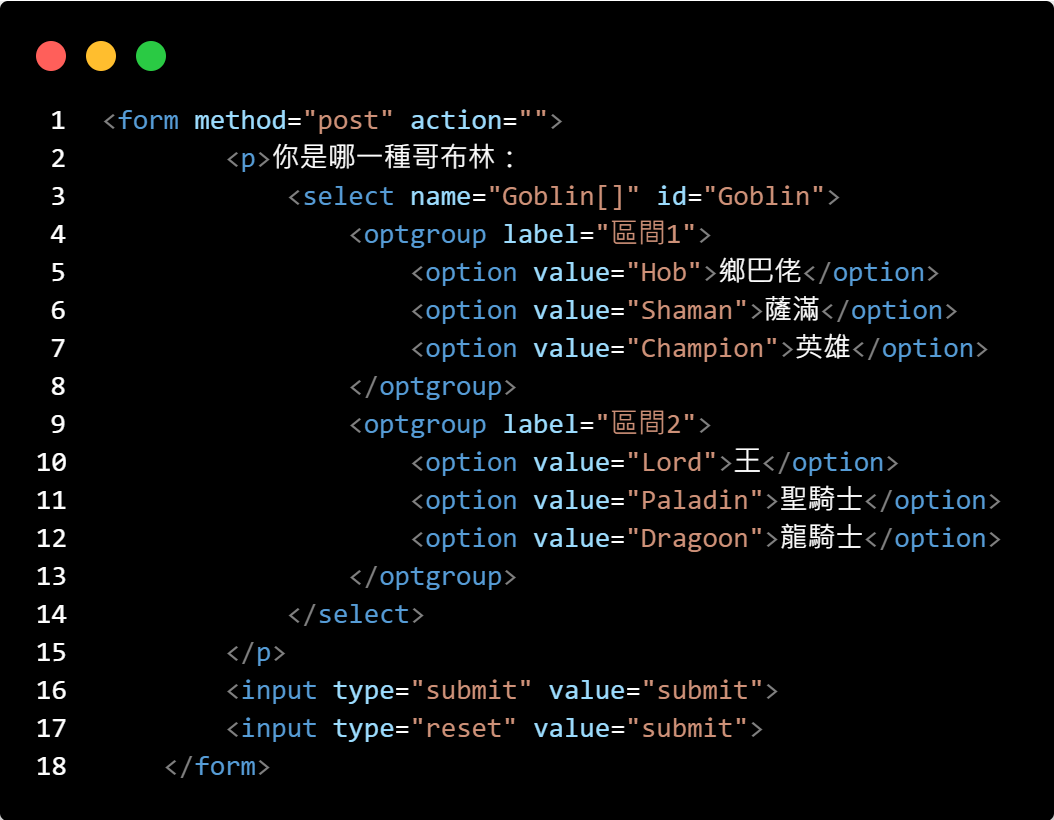 1 <form method="post" action="">
2 <p>你是哪一種哥布林：
3 <select name="Goblin[]" id="Goblin">
4 <optgroup label="區間1">
5 <option value="Hob">鄉巴佬</option>
6 <option value="Shaman">薩滿</option>
7 <option value="Champion">英雄</option>
8 </optgroup>
9 <optgroup label="區間2">
10 <option value="Lord">王</option>
11 <option value="Paladin">聖騎士</option>
12 <option value="Dragoon">龍騎士</option>
13 </optgroup>
14 </select>
15 </p>
16 <input type="submit" value="submit">
17 <input type="reset" value="submit">
18 </form>